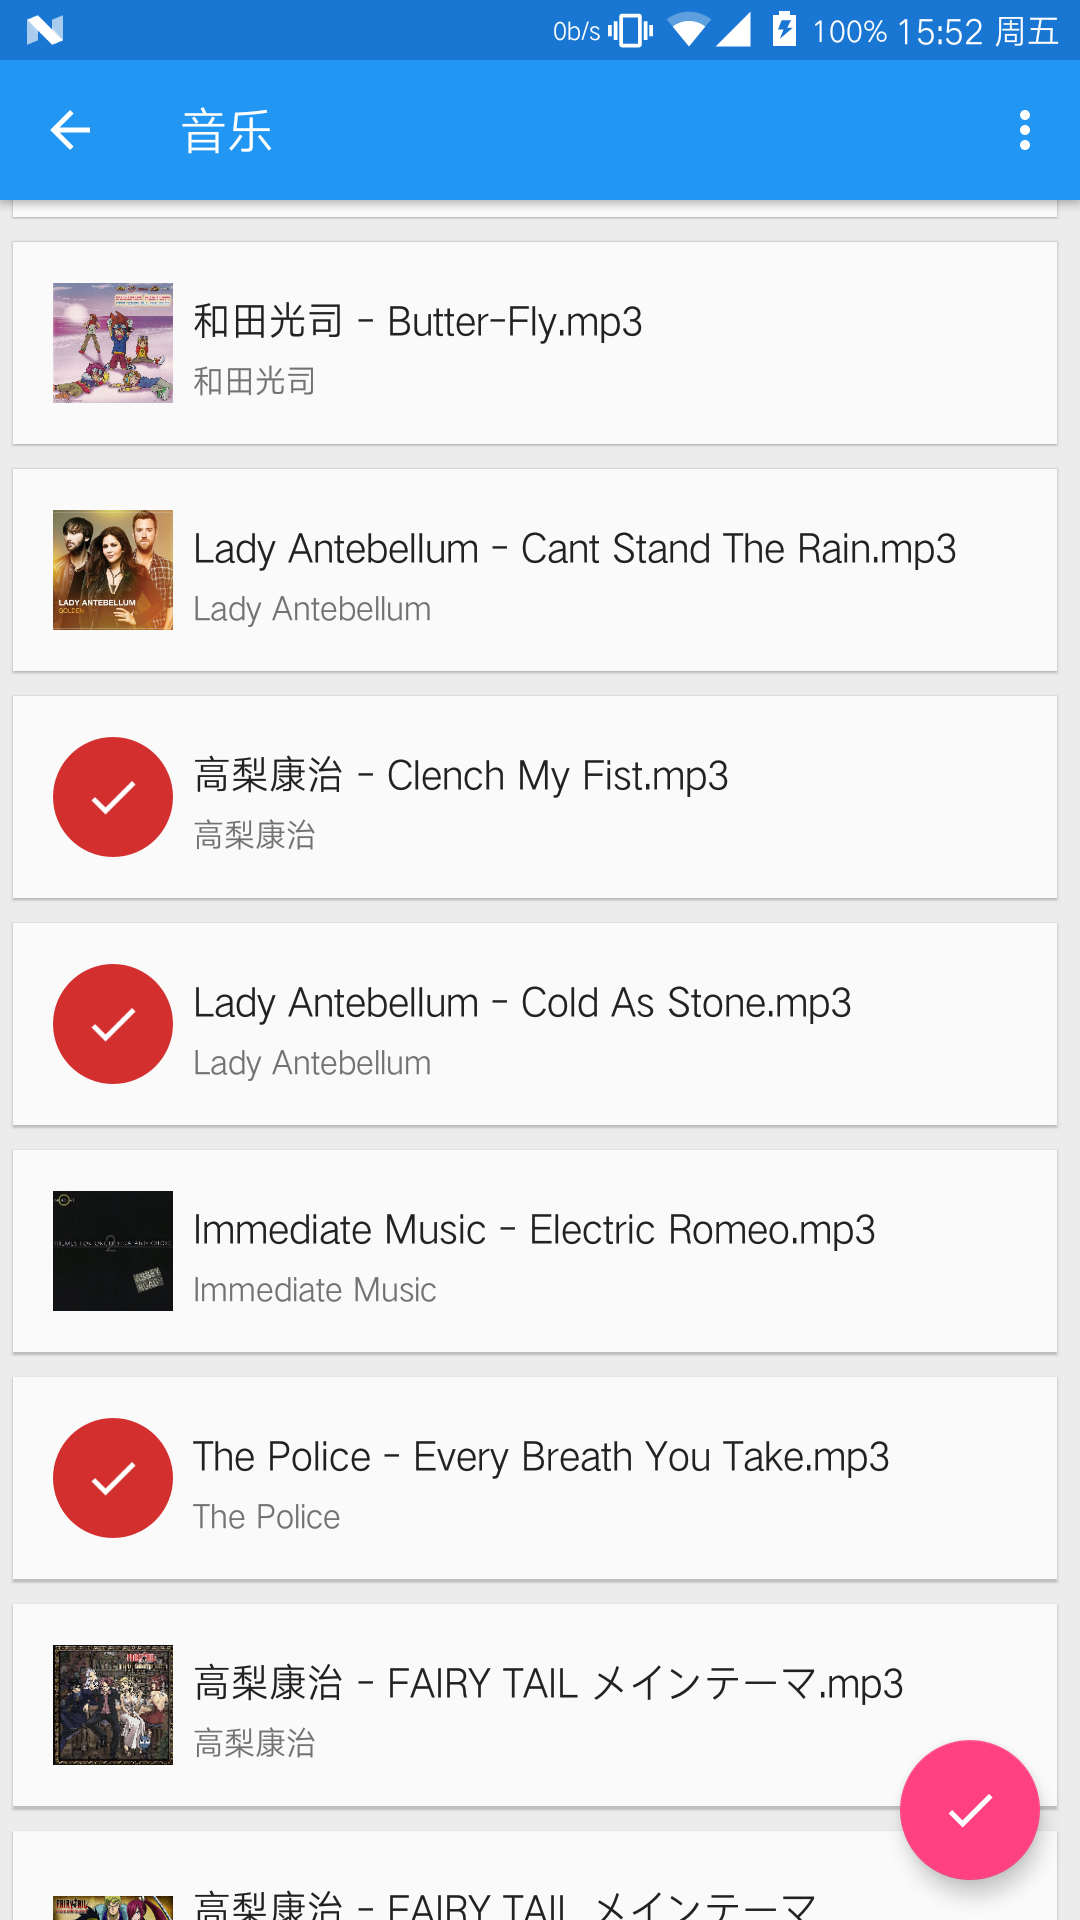 0b/s 100% 15:52 周五
音乐
和田光司 - Butter-Fly.mp3
和田光司
LADY ANTEBELLUM
GOLDEN
Lady Antebellum - Cant Stand The Rain.mp3
Lady Antebellum
高梨康治 - Clench My Fist.mp3
高梨康治
Lady Antebellum - Cold As Stone.mp3
Lady Antebellum
ABBEY ROAD
Immediate Music - Electric Romeo.mp3
Immediate Music
The Police - Every Breath You Take.mp3
The Police
高梨康治 - FAIRY TAIL メインテーマ.mp3
高梨康治
FAIRY TAIL
高梨康治 - FAIRY TAIL メインテーマ